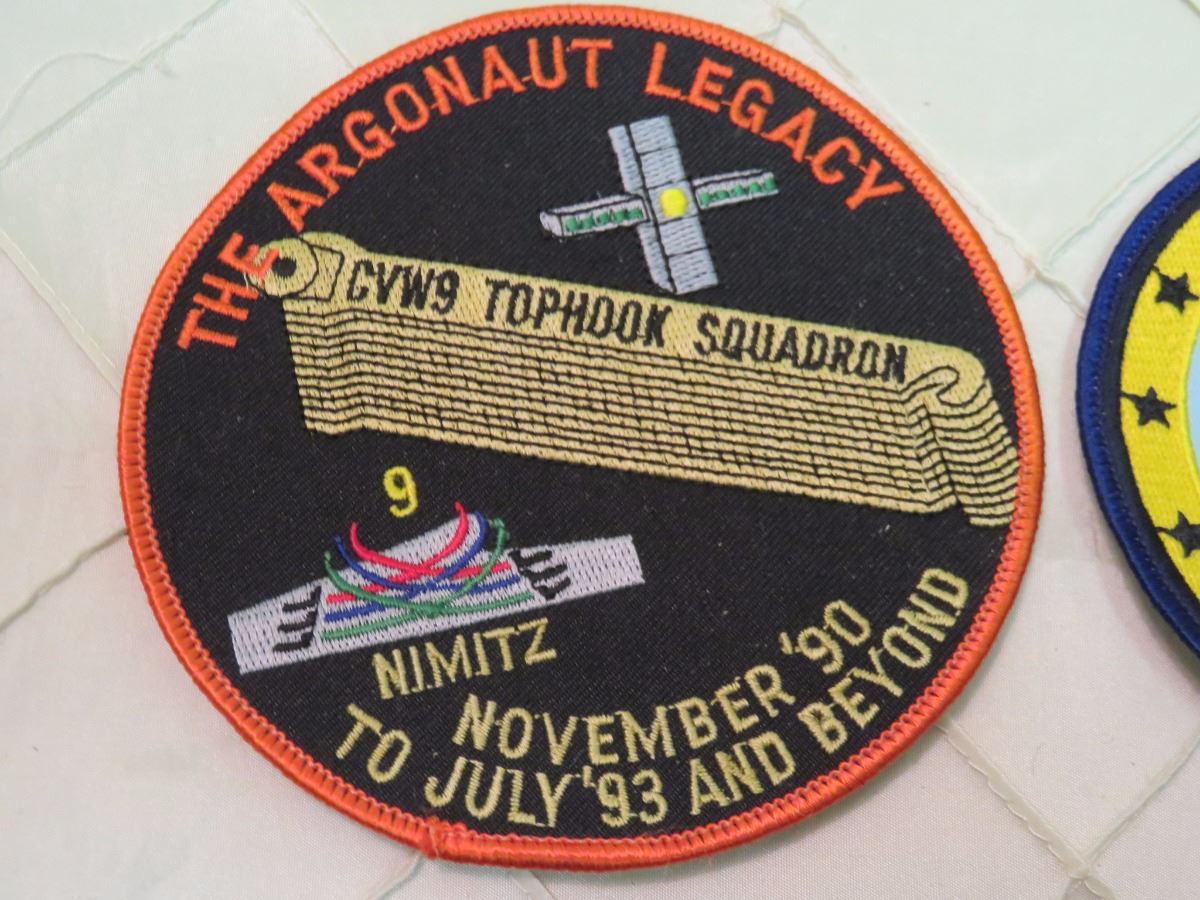 THE ARGONAUT LEGACY
CVW9 TOPHOOK SQUADRON
9
NIMITZ
NOVEMBER '90
TO JULY '93 AND BEYOND